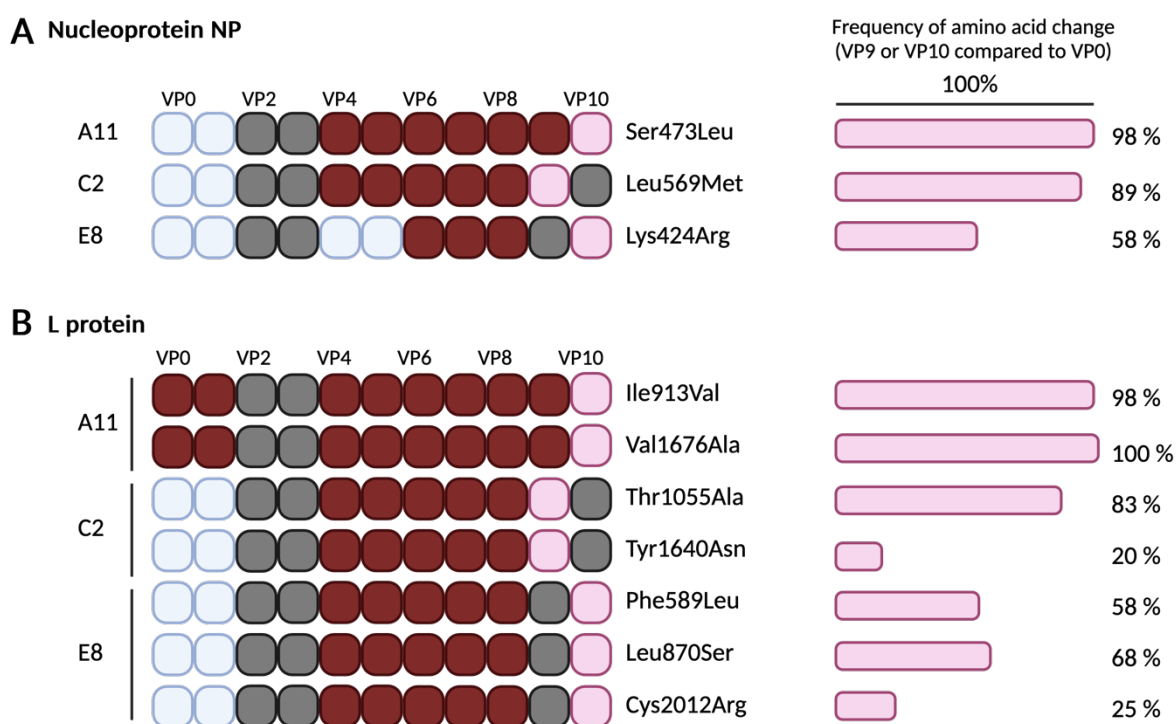 A Nucleoprotein NP
Frequency of amino acid change
(VP9 or VP10 compared to VP0)
100%
VP0 VP2 VP4 VP6 VP8 VP10
A11 Ser473Leu 98 %
C2 Leu569Met 89 %
E8 Lys424Arg 58 %
B L protein
VP0 VP2 VP4 VP6 VP8 VP10
A11
Ile913Val 98 %
Val1676Ala 100 %
C2
Thr1055Ala 83 %
Tyr1640Asn 20 %
E8
Phe589Leu 58 %
Leu870Ser 68 %
Cys2012Arg 25 %